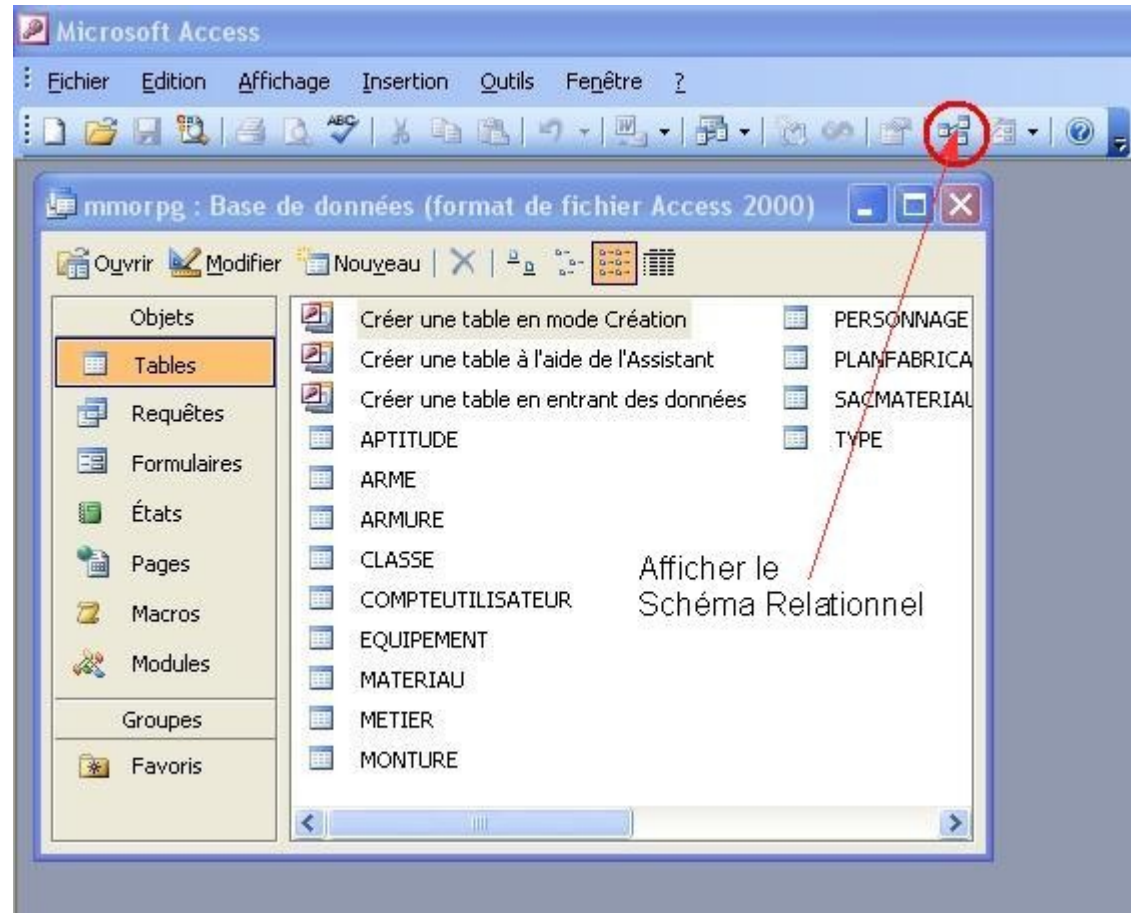 Microsoft Access
Fichier Edition Affichage Insertion Outils Fenêtre ?
ABC
W
mmorpg : Base de données (format de fichier Access 2000)
Ouvrir Modifier Nouveau
Objets
Tables
Requêtes
Formulaires
États
Pages
Macros
Modules
Groupes
Favoris
Créer une table en mode Création
Créer une table à l'aide de l'Assistant
Créer une table en entrant des données
APTITUDE
ARME
ARMURE
CLASSE
COMPTEUTILISATEUR
EQUIPEMENT
MATERIAU
METIER
MONTURE
PERSONNAGE
PLANFABRICA
SACMATERIAU
TYPE
Afficher le
Schéma Relationnel